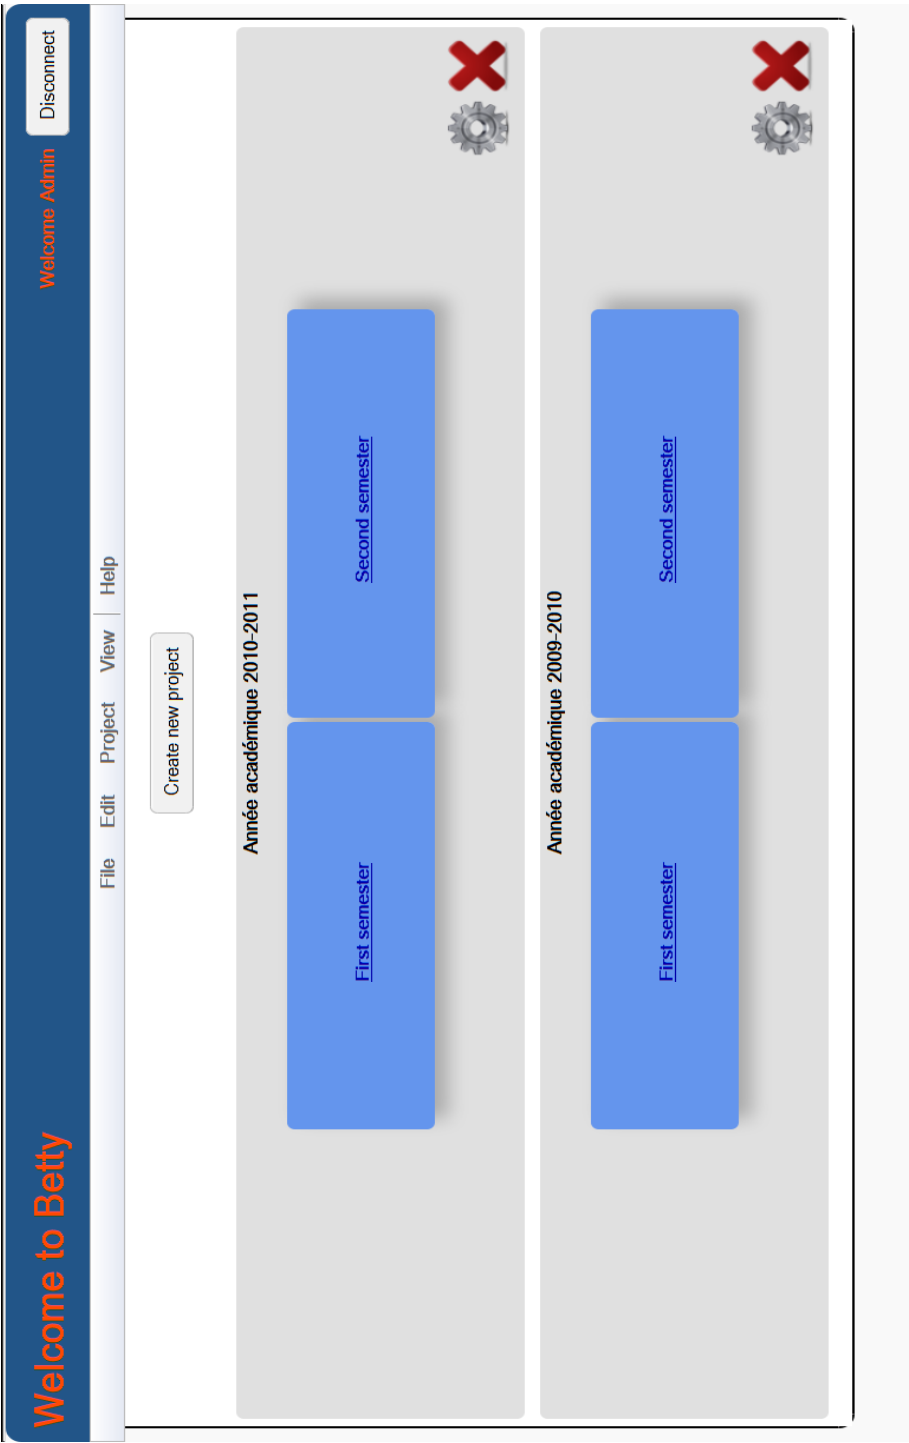 Welcome to Betty
Welcome Admin
Disconnect
File Edit Project View Help
Create new project
Année académique 2010-2011
First semester
Second semester
Année académique 2009-2010
First semester
Second semester